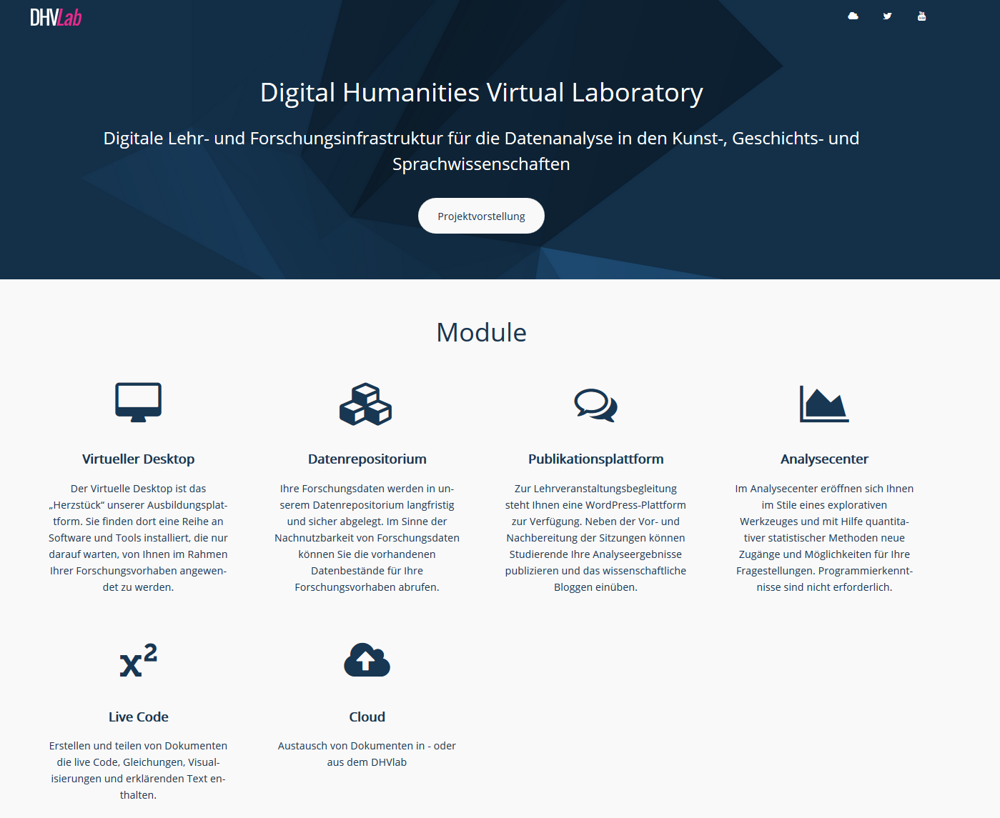 DHVLab
Digital Humanities Virtual Laboratory
Digitale Lehr- und Forschungsinfrastruktur für die Datenanalyse in den Kunst-, Geschichts- und
Sprachwissenschaften
Projektvorstellung
Module
Virtueller Desktop
Der Virtuelle Desktop ist das
„Herzstück“ unserer Ausbildungsplat-
tform. Sie finden dort eine Reihe an
Software und Tools installiert, die nur
darauf warten, von Ihnen im Rahmen
Ihrer Forschungsvorhaben angewen-
det zu werden.
Datenrepositorium
Ihre Forschungsdaten werden in un-
serem Datenrepositorium langfristig
und sicher abgelegt. Im Sinne der
Nachnutzbarkeit von Forschungsdaten
können Sie die vorhandenen
Datenbestände für Ihre
Forschungsvorhaben abrufen.
Publikationsplattform
Zur Lehrveranstaltungsbegleitung
steht Ihnen eine WordPress-Plattform
zur Verfügung. Neben der Vor- und
Nachbereitung der Sitzungen können
Studierende Ihre Analyseergebnisse
publizieren und das wissenschaftliche
Bloggen einüben.
Analysecenter
Im Analysecenter eröffnen sich Ihnen
im Stile eines explorativen
Werkzeuges und mit Hilfe quantita-
tiver statistischer Methoden neue
Zugänge und Möglichkeiten für Ihre
Fragestellungen. Programmierkennt-
nisse sind nicht erforderlich.
x²
Live Code
Erstellen und teilen von Dokumenten
die live Code, Gleichungen, Visual-
isierungen und erklärenden Text en-
thalten.
Cloud
Austausch von Dokumenten in - oder
aus dem DHVlab